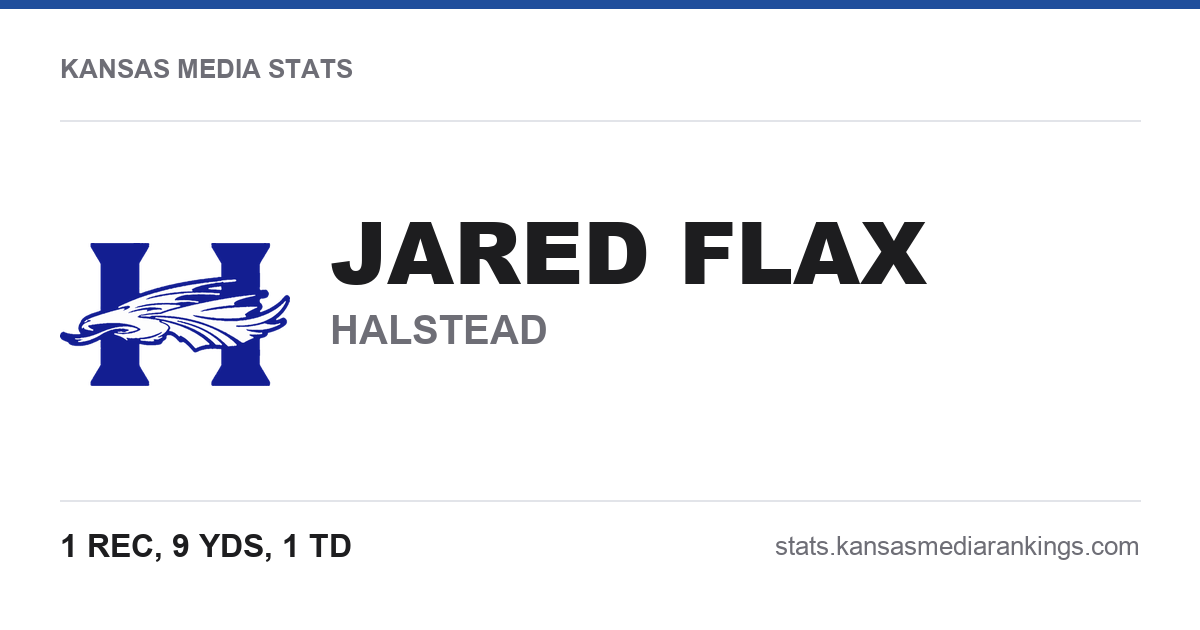 KANSAS MEDIA STATS
H
JARED FLAX
HALSTEAD
1 REC, 9 YDS, 1 TD
stats.kansasmediarankings.com